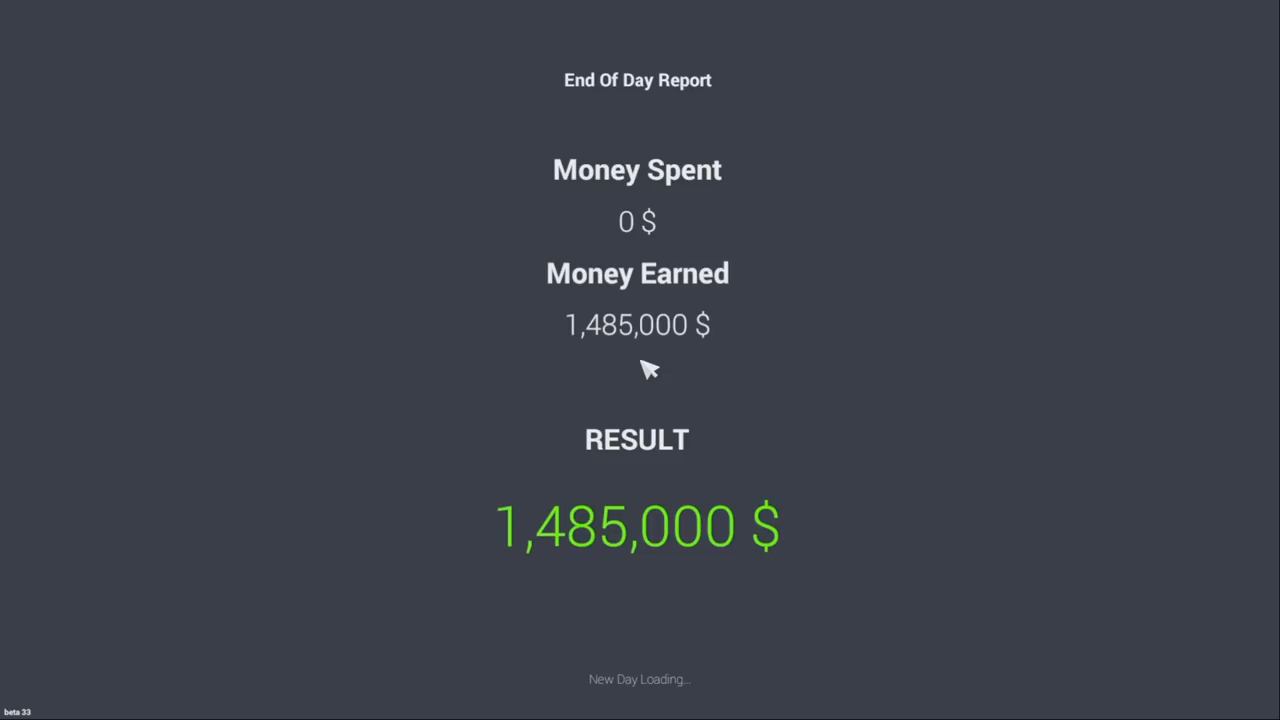 End Of Day Report
Money Spent
0 $
Money Earned
1,485,000 $
RESULT
1,485,000 $
New Day Loading...
beta 33